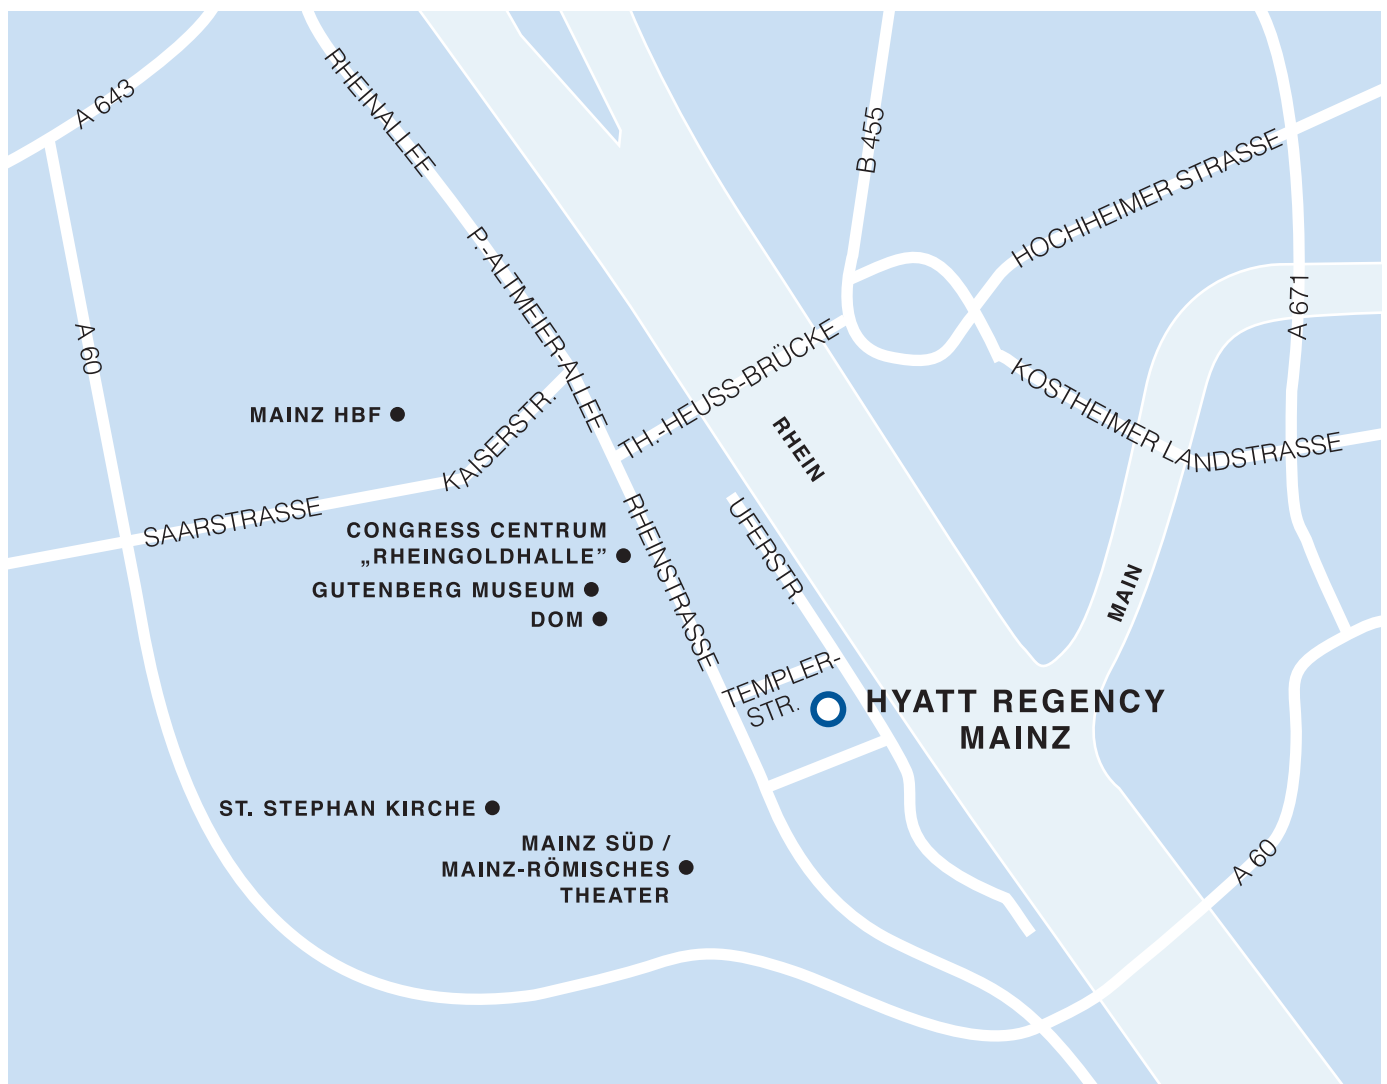 A 643
RHEINALLEE
B 455
HOCHHEIMER STRASSE
P.-ALTMEIER-ALLEE
A 671
A 60
TH.-HEUSS-BRÜCKE
KOSTHEIMER LANDSTRASSE
MAINZ HBF
KAISERSTR.
RHEIN
SAARSTRASSE
CONGRESS CENTRUM
„RHEINGOLDHALLE”
RHEINSTRASSE
UFERSTR.
GUTENBERG MUSEUM
DOM
MAIN
TEMPLER-
STR.
HYATT REGENCY
MAINZ
ST. STEPHAN KIRCHE
MAINZ SÜD /
MAINZ-RÖMISCHES
THEATER
A 60